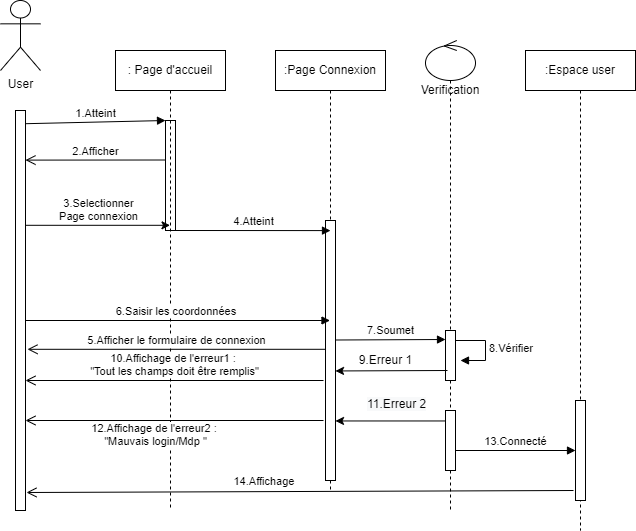 User
: Page d'accueil
:Page Connexion
Verification
:Espace user
1.Atteint
2.Afficher
3.Selectionner
Page connexion
4.Atteint
6.Saisir les coordonnées
7.Soumet
5.Afficher le formulaire de connexion
8.Vérifier
10.Affichage de l'erreur1 :
"Tout les champs doit être remplis"
9.Erreur 1
11.Erreur 2
12.Affichage de l'erreur2 :
"Mauvais login/Mdp "
13.Connecté
14.Affichage